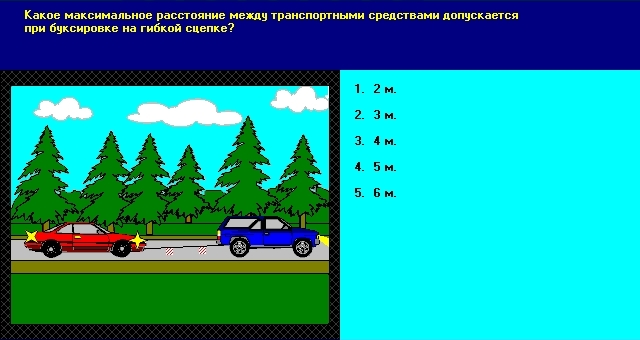 Какое максимальное расстояние между транспортными средствами допускается
при буксировке на гибкой сцепке?
1. 2 м.
2. 3 м.
3. 4 м.
4. 5 м.
5. 6 м.